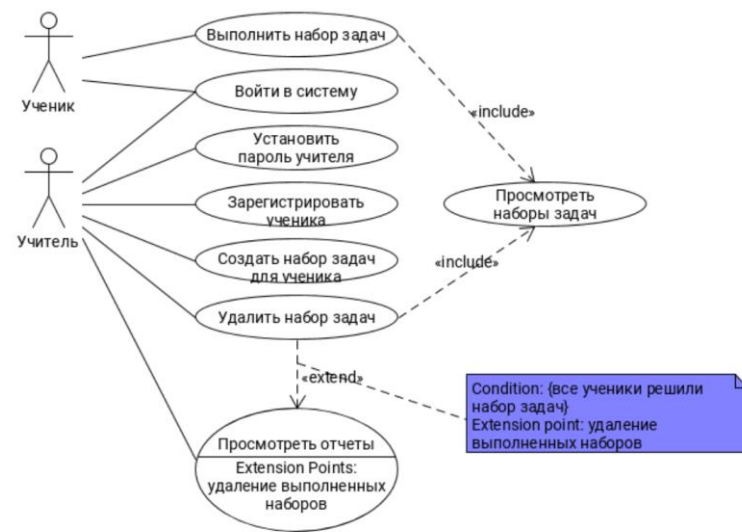 Выполнить набор задач
Ученик
Войти в систему
«include»
Установить
пароль учителя
Просмотреть
наборы задач
Зарегистрировать
ученика
Учитель
Создать набор задач
для ученика
«include»
Удалить набор задач
«extend»
Condition: {все ученики решили
набор задач}
Extension point: удаление
выполненных наборов
Просмотреть отчеты
Extension Points:
удаление выполненных
наборов